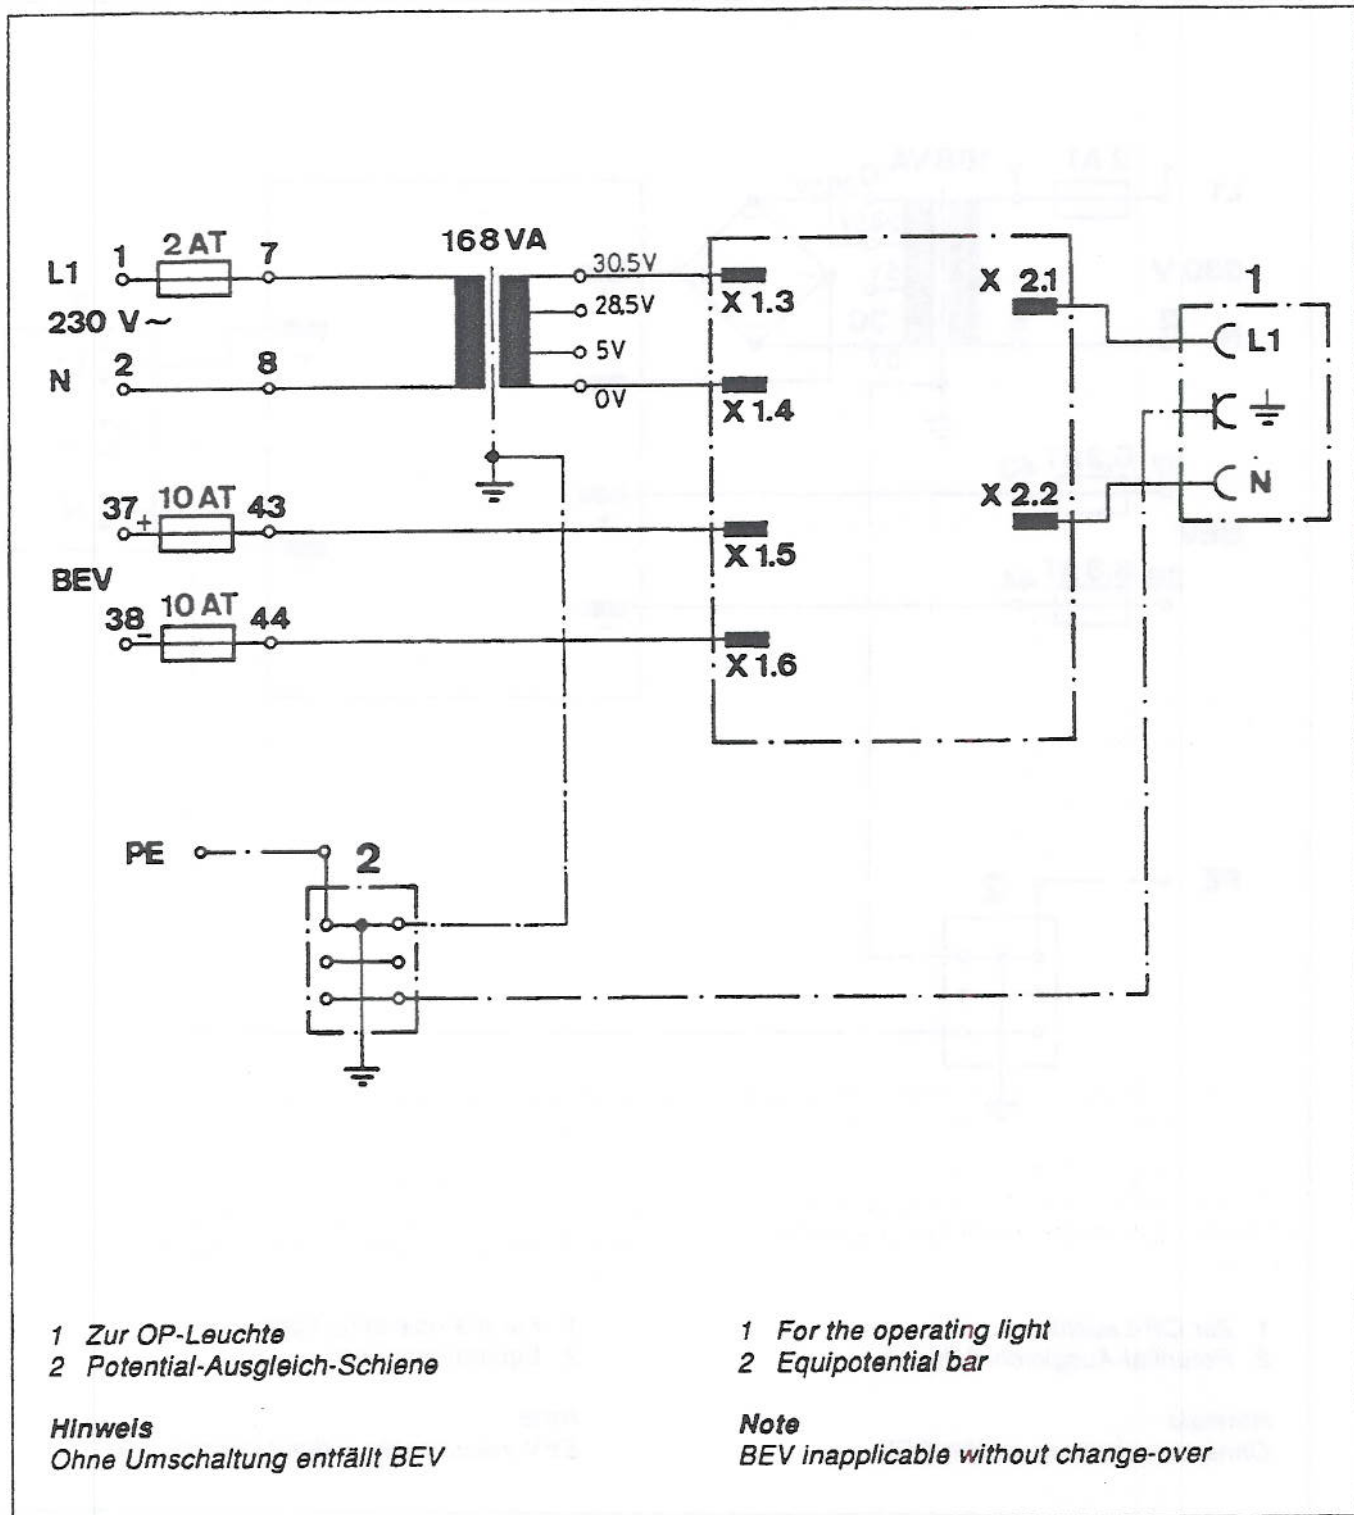 168 VA
L1 1 2 AT 7
30.5V
X 1.3
X 2.1
1
230 V~
28.5V
L1
5V
N 2 8
0V
X 1.4
37 + 10 AT 43
X 2.2
N
X 1.5
BEV
38 - 10 AT 44
X 1.6
PE
2
1 Zur OP-Leuchte
2 Potential-Ausgleich-Schiene
Hinweis
Ohne Umschaltung entfällt BEV
1 For the operating light
2 Equipotential bar
Note
BEV inapplicable without change-over